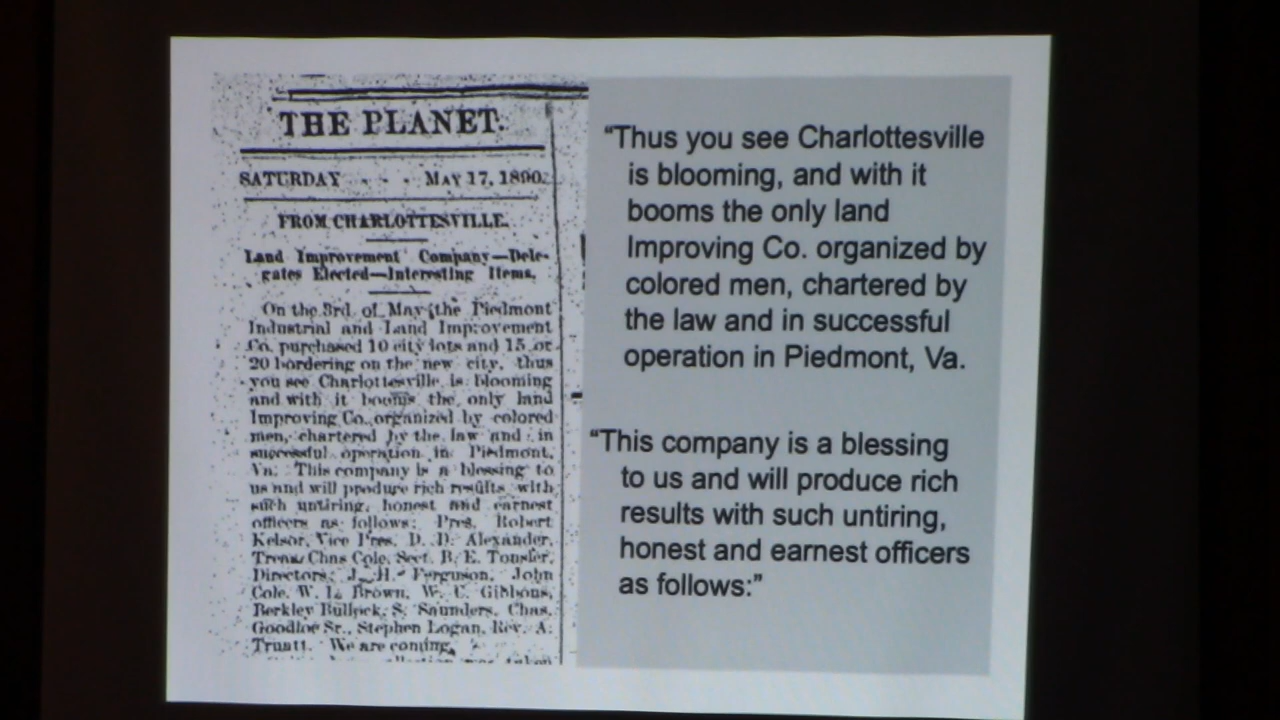 THE PLANET.
SATURDAY - - - MAY 17, 1890.
FROM CHARLOTTESVILLE.
Land Improvement Company—Dele-
gates Elected—Interesting Items.
On the 3rd of May the Piedmont
Industrial and Land Improvement
Co. purchased 10 city lots and 15 or
20 bordering on the new city, thus
you see Charlottesville is blooming
and with it booms the only land
Improving Co. organized by colored
men, chartered by the law and in
successful operation in Piedmont,
Va. This company is a blessing to
us and will produce rich results with
such untiring, honest and earnest
officers as follows: Pres. Robert
Kelsor, Vice Pres. D. D. Alexander,
Treas. Chas Cole, Sect. B. E. Tonsler,
Directors: J. H. Ferguson, John
Cole, W. L. Brown, W. C. Gibbons,
Berkley Bullock, S. Saunders, Chas.
Goodloe Sr., Stephen Logan, Rev. A.
Truatt. We are coming.
collection was taken
“Thus you see Charlottesville
is blooming, and with it
booms the only land
Improving Co. organized by
colored men, chartered by
the law and in successful
operation in Piedmont, Va.
“This company is a blessing
to us and will produce rich
results with such untiring,
honest and earnest officers
as follows:”